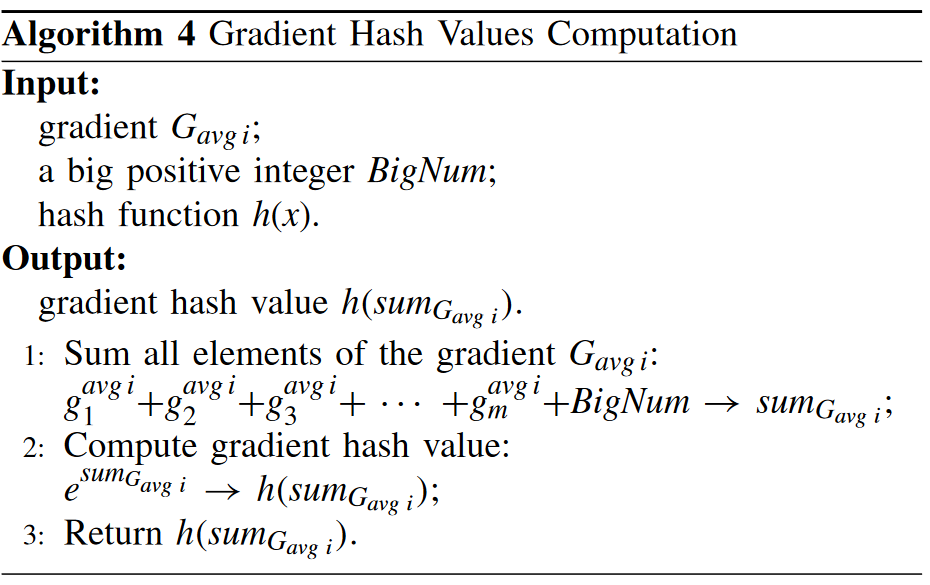 Algorithm 4 Gradient Hash Values Computation
Input:
gradient G_{avg i};
a big positive integer BigNum;
hash function h(x).
Output:
gradient hash value h(sum_{G_{avg i}}).
1: Sum all elements of the gradient G_{avg i}:
g_1^{avg i}+g_2^{avg i}+g_3^{avg i}+ ⋯ +g_m^{avg i}+BigNum → sum_{G_{avg i}};
2: Compute gradient hash value:
e^{sum_{G_{avg i}}} → h(sum_{G_{avg i}});
3: Return h(sum_{G_{avg i}}).